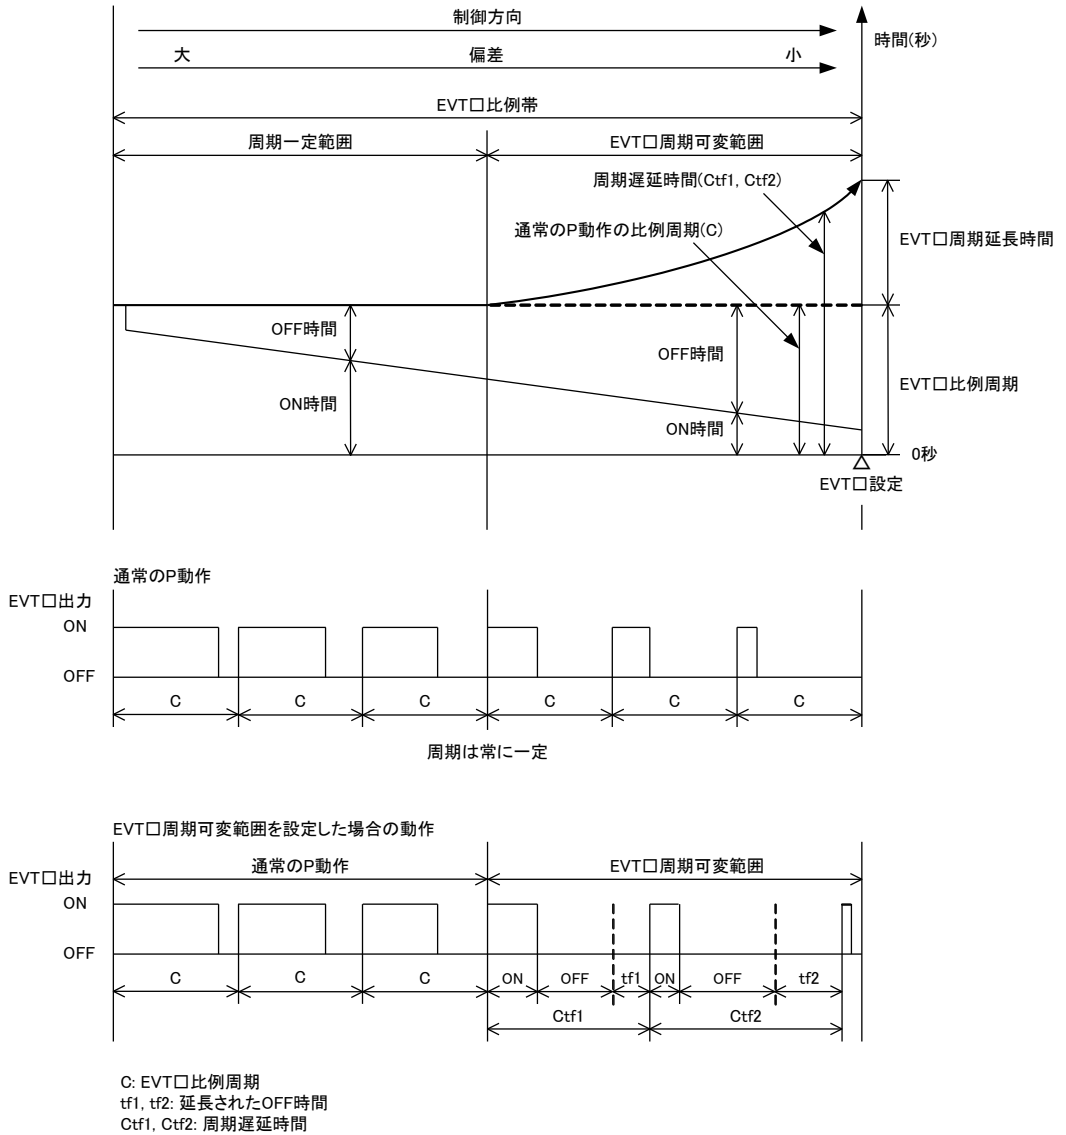 制御方向
時間(秒)
大 偏差 小
EVT□比例帯
周期一定範囲 EVT□周期可変範囲
周期遅延時間(Ctf1, Ctf2)
通常のP動作の比例周期(C)
EVT□周期延長時間
OFF時間
OFF時間
EVT□比例周期
ON時間
ON時間
0秒
EVT□設定
通常のP動作
EVT□出力
ON
OFF
C C C C C C
周期は常に一定
EVT□周期可変範囲を設定した場合の動作
通常のP動作 EVT□周期可変範囲
EVT□出力
ON
OFF
C C C ON OFF tf1 ON OFF tf2
Ctf1 Ctf2
C: EVT□比例周期
tf1, tf2: 延長されたOFF時間
Ctf1, Ctf2: 周期遅延時間